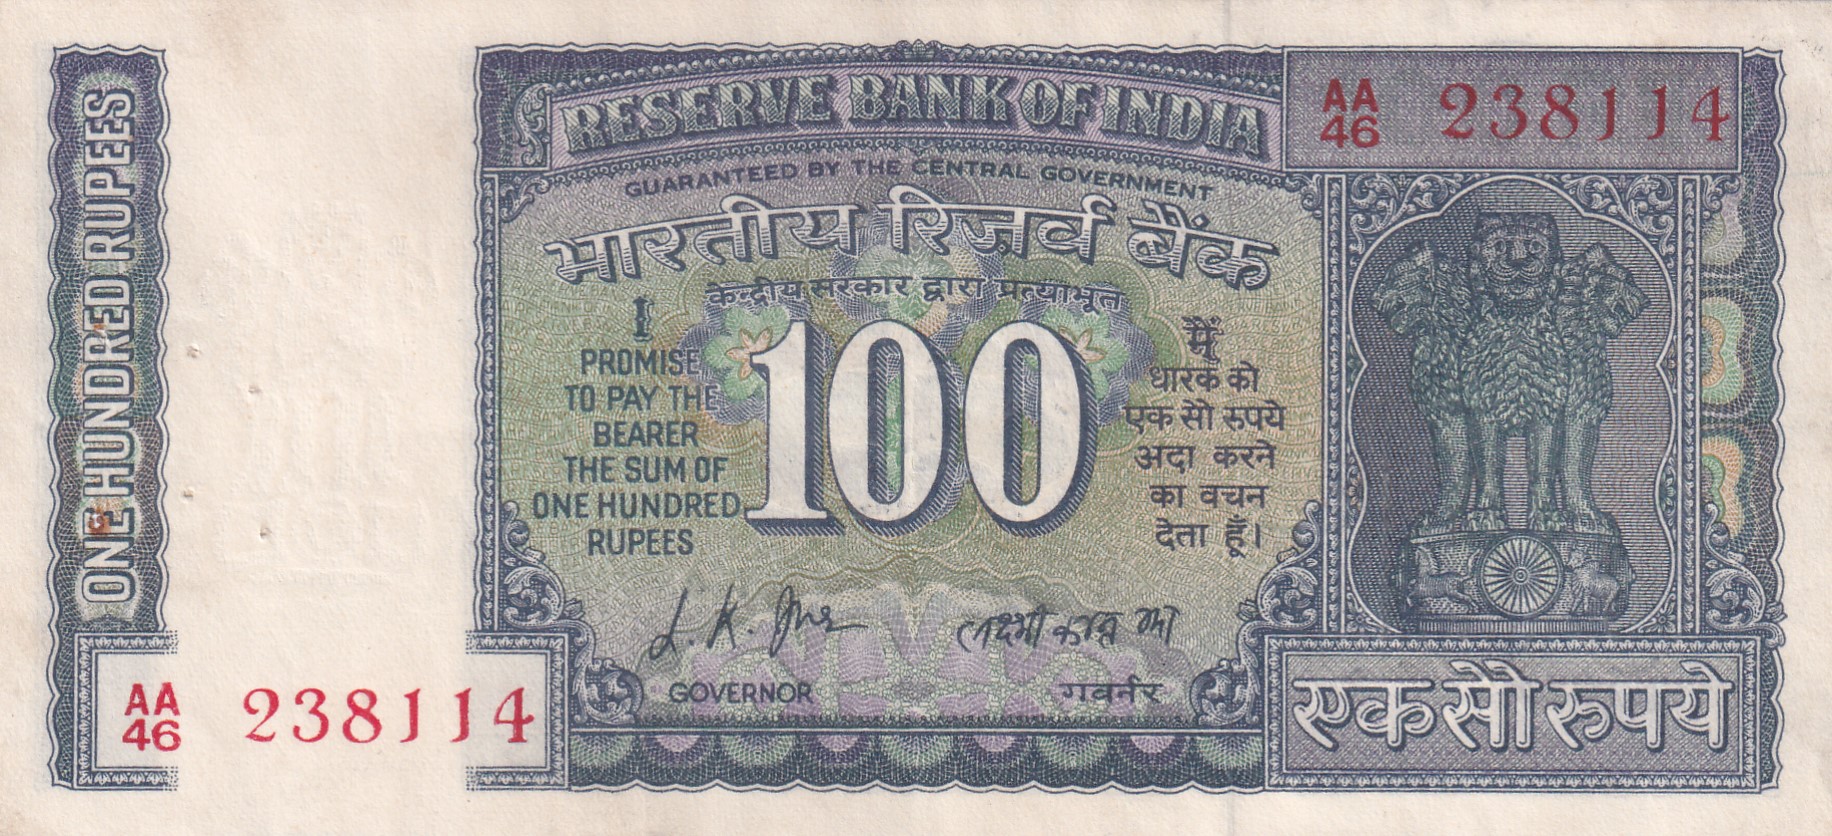 ONE HUNDRED RUPEES
RESERVE BANK OF INDIA
AA
46 238114
GUARANTEED BY THE CENTRAL GOVERNMENT
भारतीय रिज़र्व बैंक
केन्द्रीय सरकार द्वारा प्रत्याभूत
I
PROMISE
TO PAY THE
BEARER
THE SUM OF
ONE HUNDRED
RUPEES
100
मैं
धारक को
एक सौ रुपये
अदा करने
का वचन
देता हूँ।
L. K. Jha
लक्ष्मी कान्त झा
GOVERNOR
गवर्नर
AA
46 238114
एक सौ रुपये